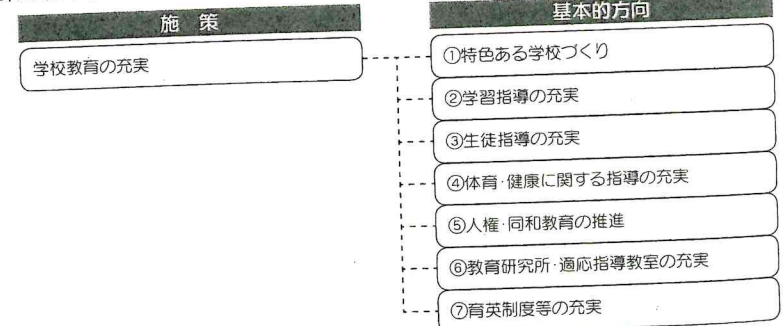 施策
基本的方向
学校教育の充実
①特色ある学校づくり
②学習指導の充実
③生徒指導の充実
④体育・健康に関する指導の充実
⑤人権・同和教育の推進
⑥教育研究所・適応指導教室の充実
⑦育英制度等の充実